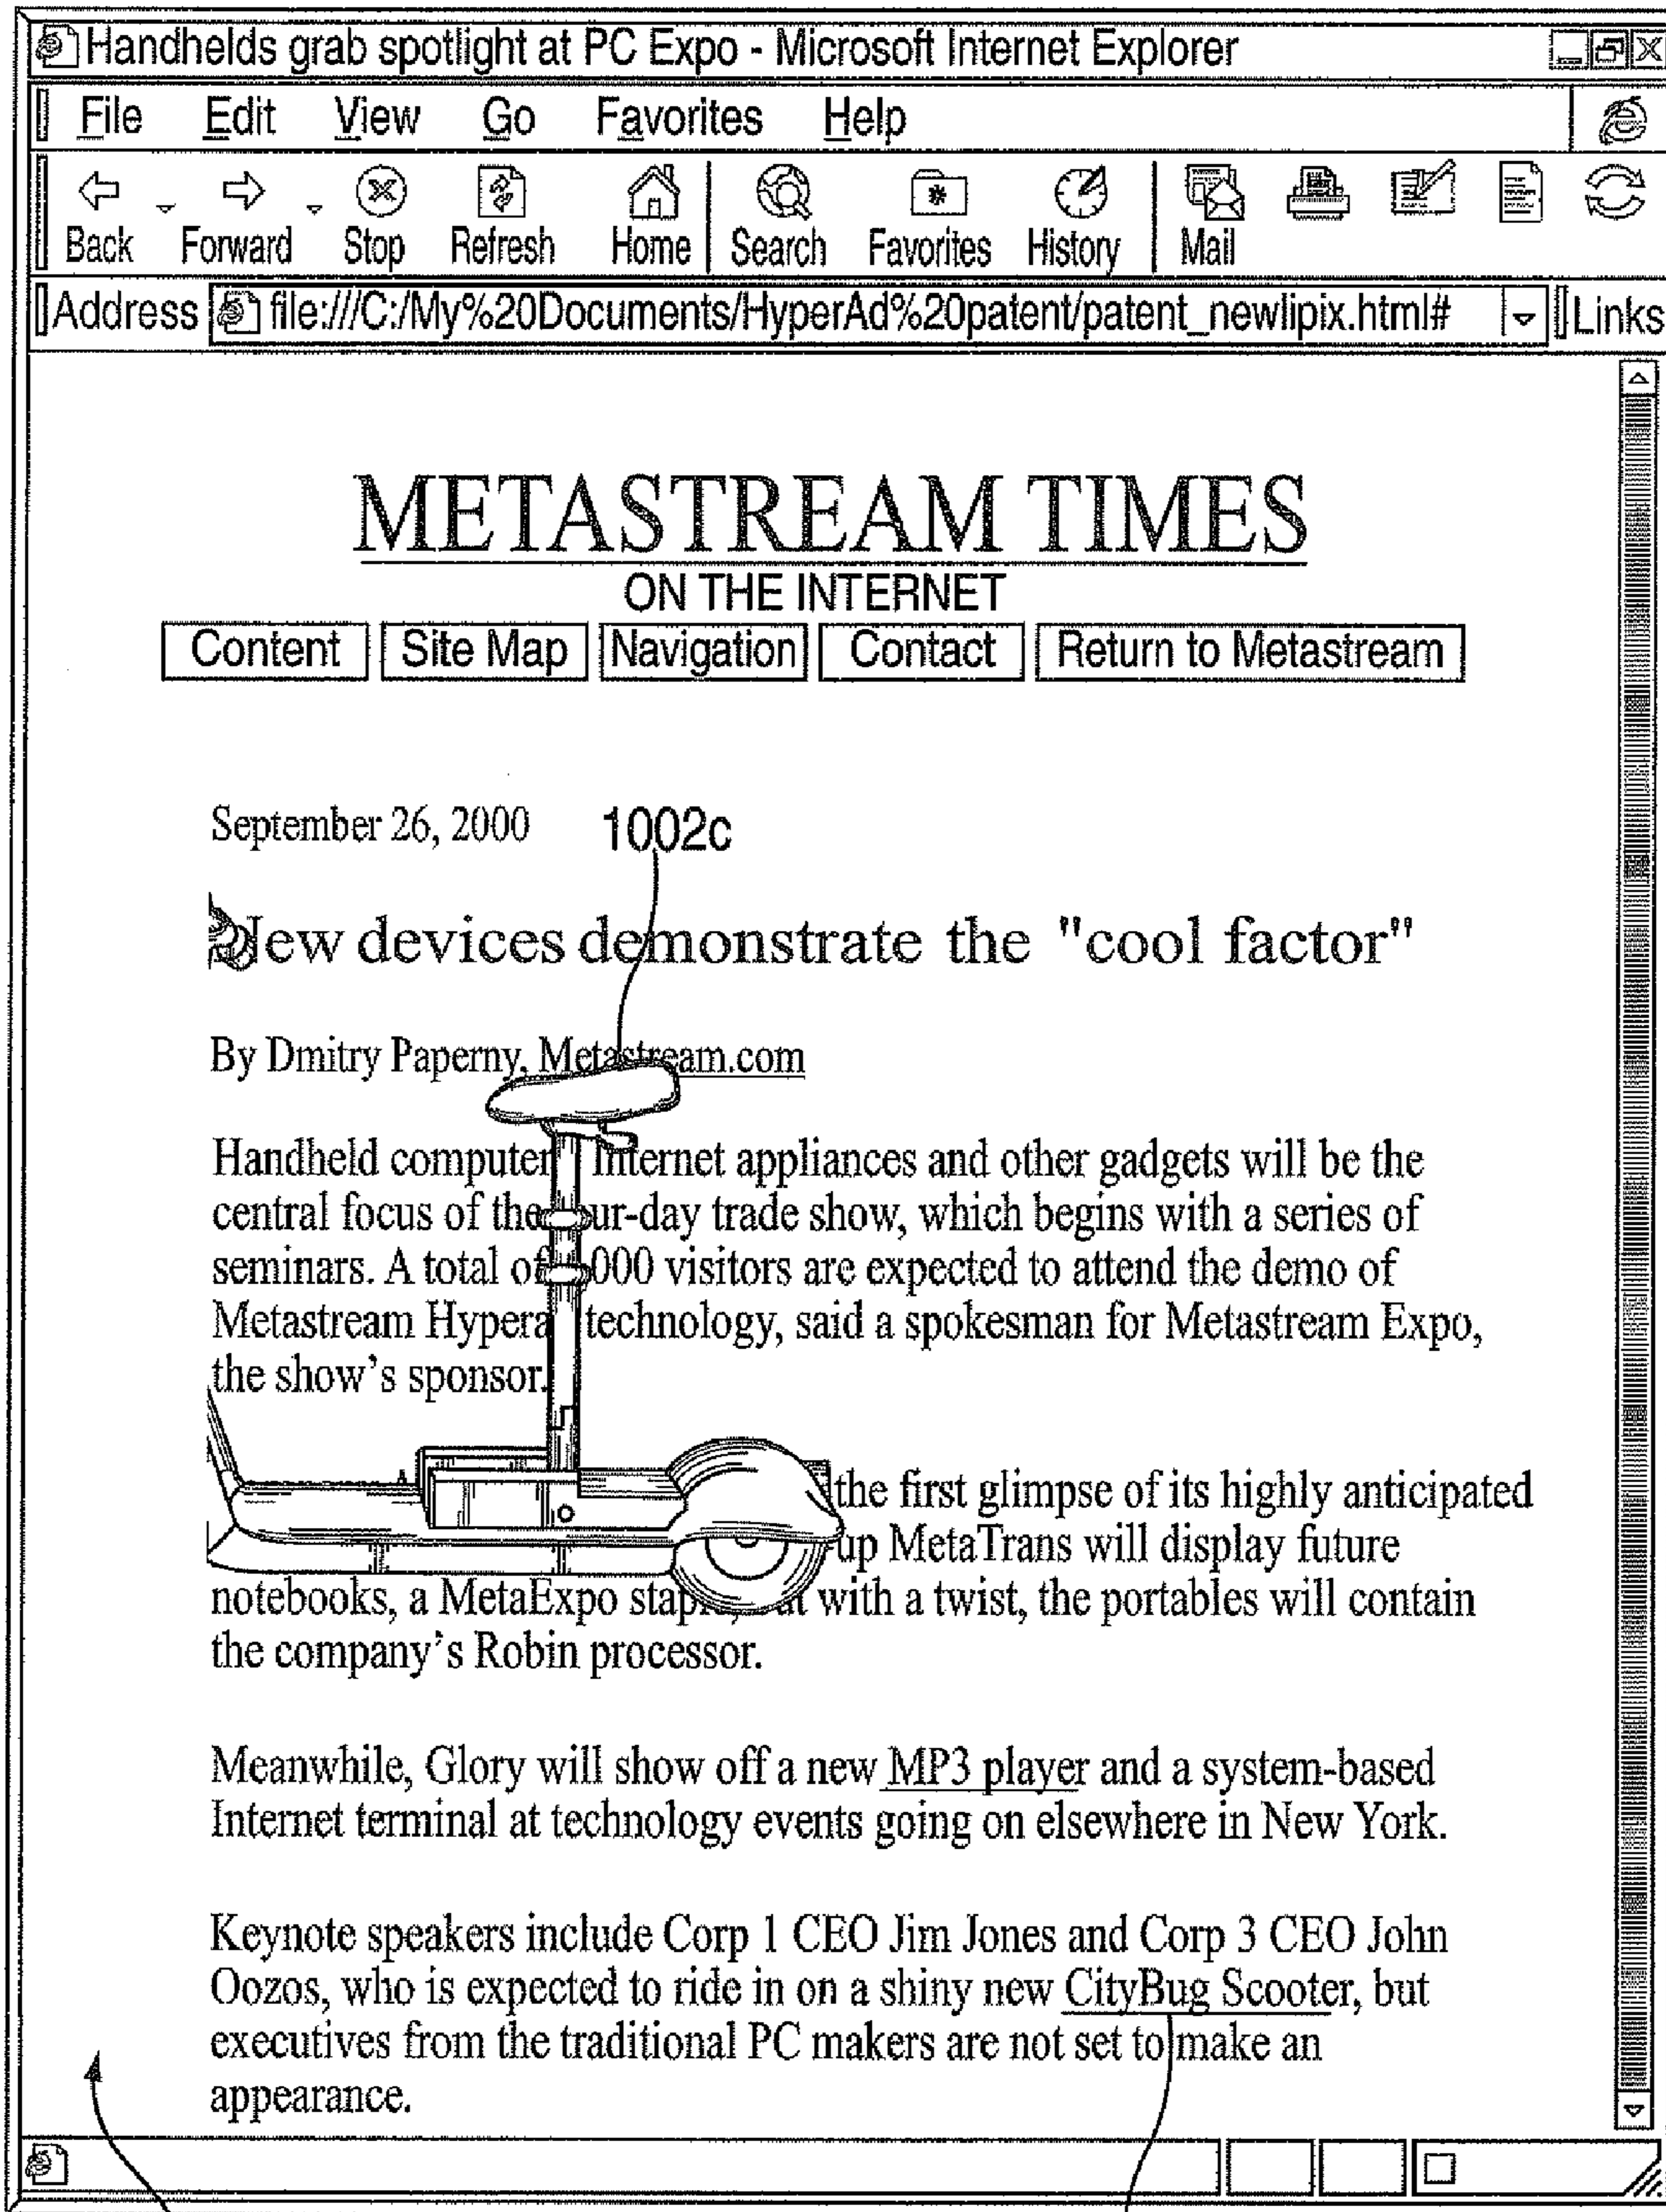 Handhelds grab spotlight at PC Expo - Microsoft Internet Explorer
File Edit View Go Favorites Help
Back Forward Stop Refresh Home Search Favorites History Mail
Address file:///C:/My%20Documents/HyperAd%20patent/patent_newlipix.html# Links
METASTREAM TIMES
ON THE INTERNET
Content Site Map Navigation Contact Return to Metastream
September 26, 2000 1002c
New devices demonstrate the "cool factor"
By Dmitry Paperny, Metastream.com
Handheld computer Internet appliances and other gadgets will be the
central focus of the ur-day trade show, which begins with a series of
seminars. A total of 000 visitors are expected to attend the demo of
Metastream Hypera technology, said a spokesman for Metastream Expo,
the show's sponsor.
the first glimpse of its highly anticipated
up MetaTrans will display future
notebooks, a MetaExpo with a twist, the portables will contain
the company's Robin processor.
Meanwhile, Glory will show off a new MP3 player and a system-based
Internet terminal at technology events going on elsewhere in New York.
Keynote speakers include Corp 1 CEO Jim Jones and Corp 3 CEO John
Oozos, who is expected to ride in on a shiny new CityBug Scooter, but
executives from the traditional PC makers are not set to make an
appearance.